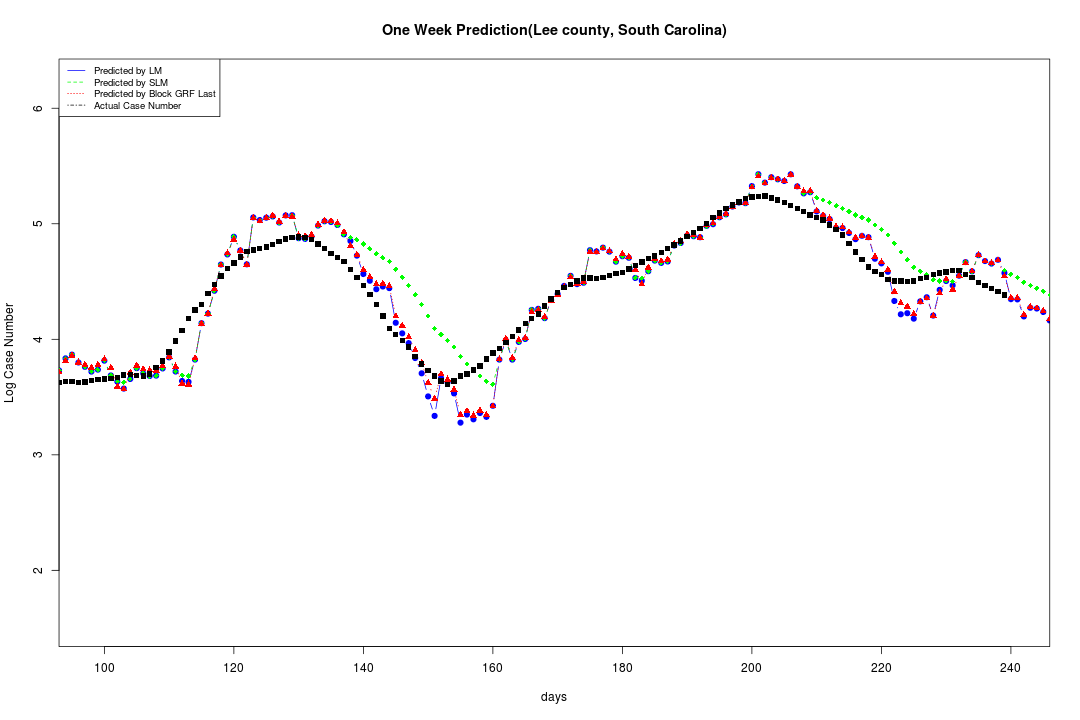 One Week Prediction(Lee county, South Carolina)
Predicted by LM
Predicted by SLM
Predicted by Block GRF Last
Actual Case Number
6
5
4
3
2
Log Case Number
100 120 140 160 180 200 220 240
days